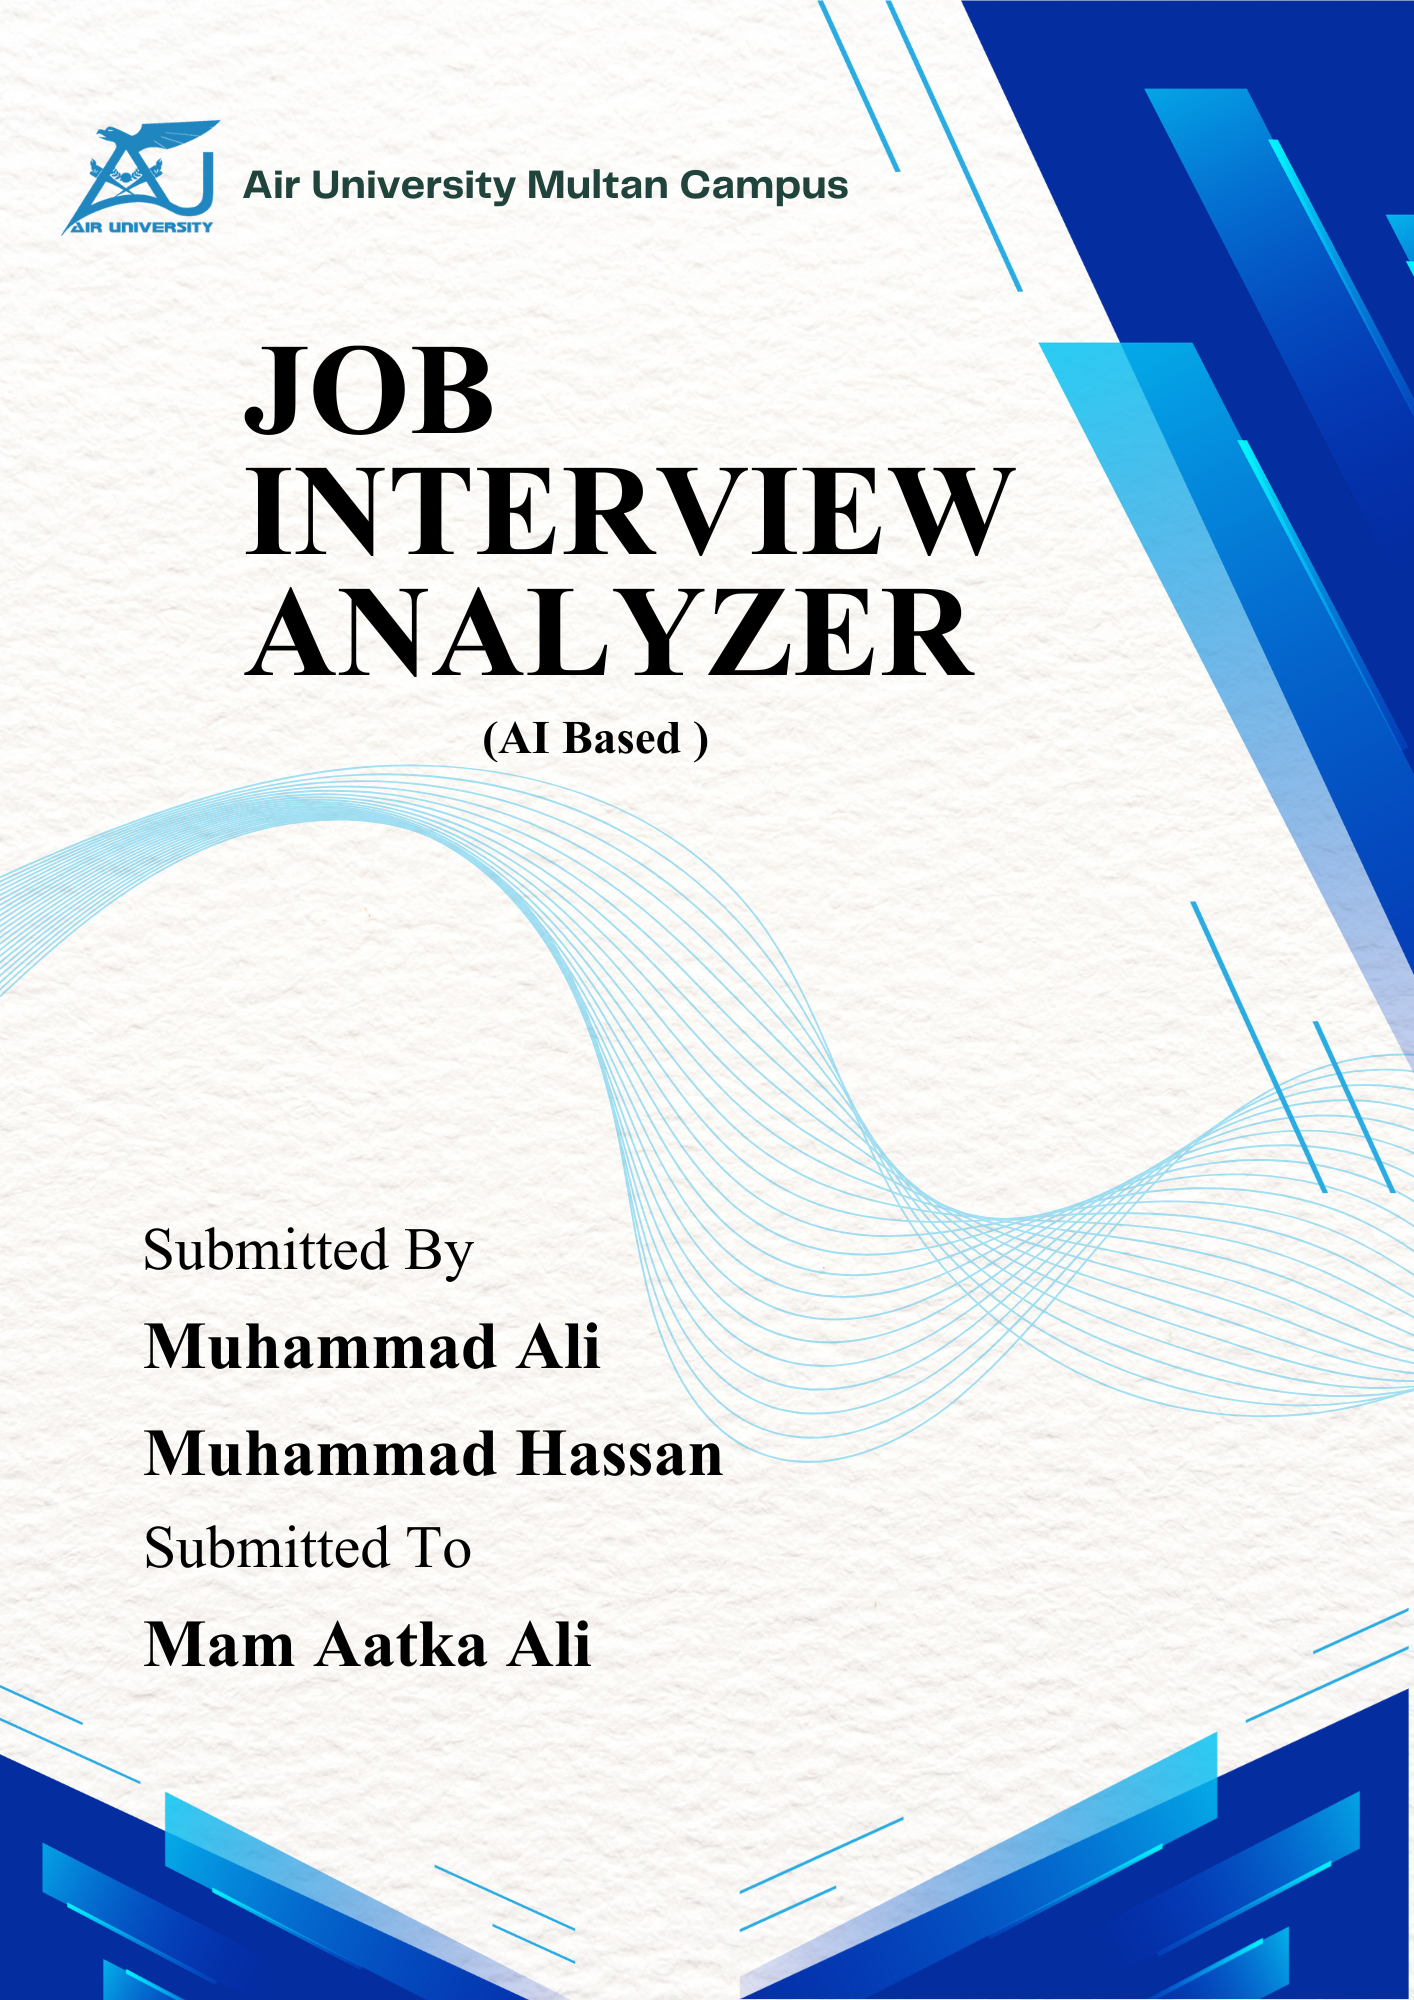 AIR UNIVERSITY
Air University Multan Campus
JOB
INTERVIEW
ANALYZER
(AI Based )
Submitted By
Muhammad Ali
Muhammad Hassan
Submitted To
Mam Aatka Ali